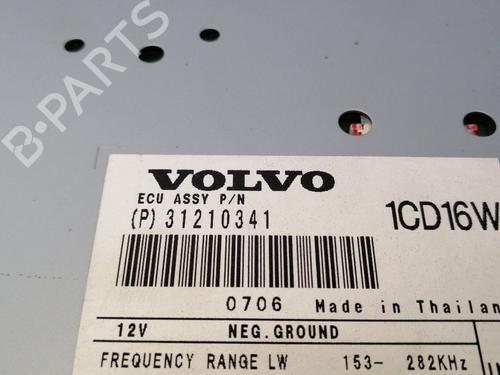 B-PARTS
VOLVO
ECU ASSY P/N
(P) 31210341
1CD16W
0706 Made in Thailan
12V NEG.GROUND
FREQUENCY RANGE LW 153- 282KHz